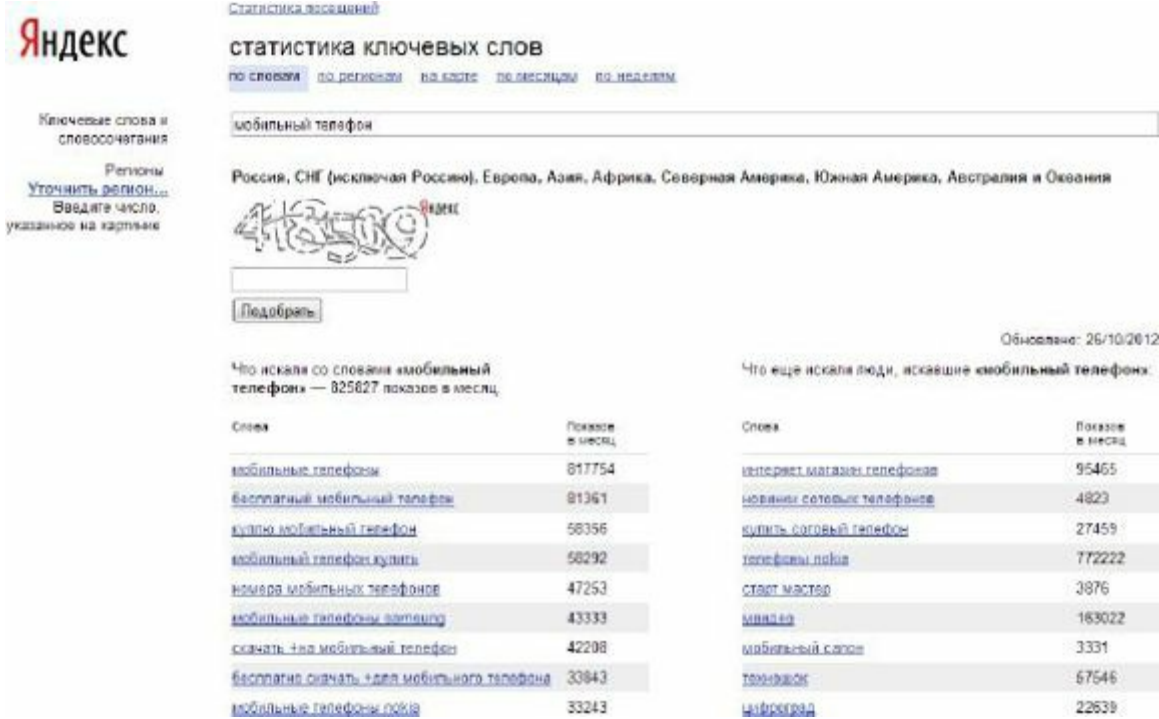 Статистика посещений
Яндекс
статистика ключевых слов
по словам по регионам на карте по месяцам по неделям
Ключевые слова и
словосочетания
мобильный телефон
Регионы
Уточнить регион...
Россия, СНГ (исключая Россию), Европа, Азия, Африка, Северная Америка, Южная Америка, Австралия и Океания
Введите число,
указанное на картинке
Яндекс
Подобрать
Обновлено: 26/10/2012
Что искали со словами «мобильный
телефон» — 825827 показов в месяц
Что еще искали люди, искавшие «мобильный телефон»:
Слова Показов
в месяц
Слова Показов
в месяц
мобильные телефоны 817754 интернет магазин телефонов 95465
бесплатный мобильный телефон 81361 новинки сотовых телефонов 4823
куплю мобильный телефон 58356 купить сотовый телефон 27459
мобильный телефон купить 58292 телефоны nokia 772222
номера мобильных телефонов 47253 старт мастер 3876
мобильные телефоны samsung 43333 мвидео 163022
скачать +на мобильный телефон 42208 мобильный салон 3331
бесплатно скачать +для мобильного телефона 33843 техношок 57546
мобильные телефоны nokia 33243 цифроград 22639